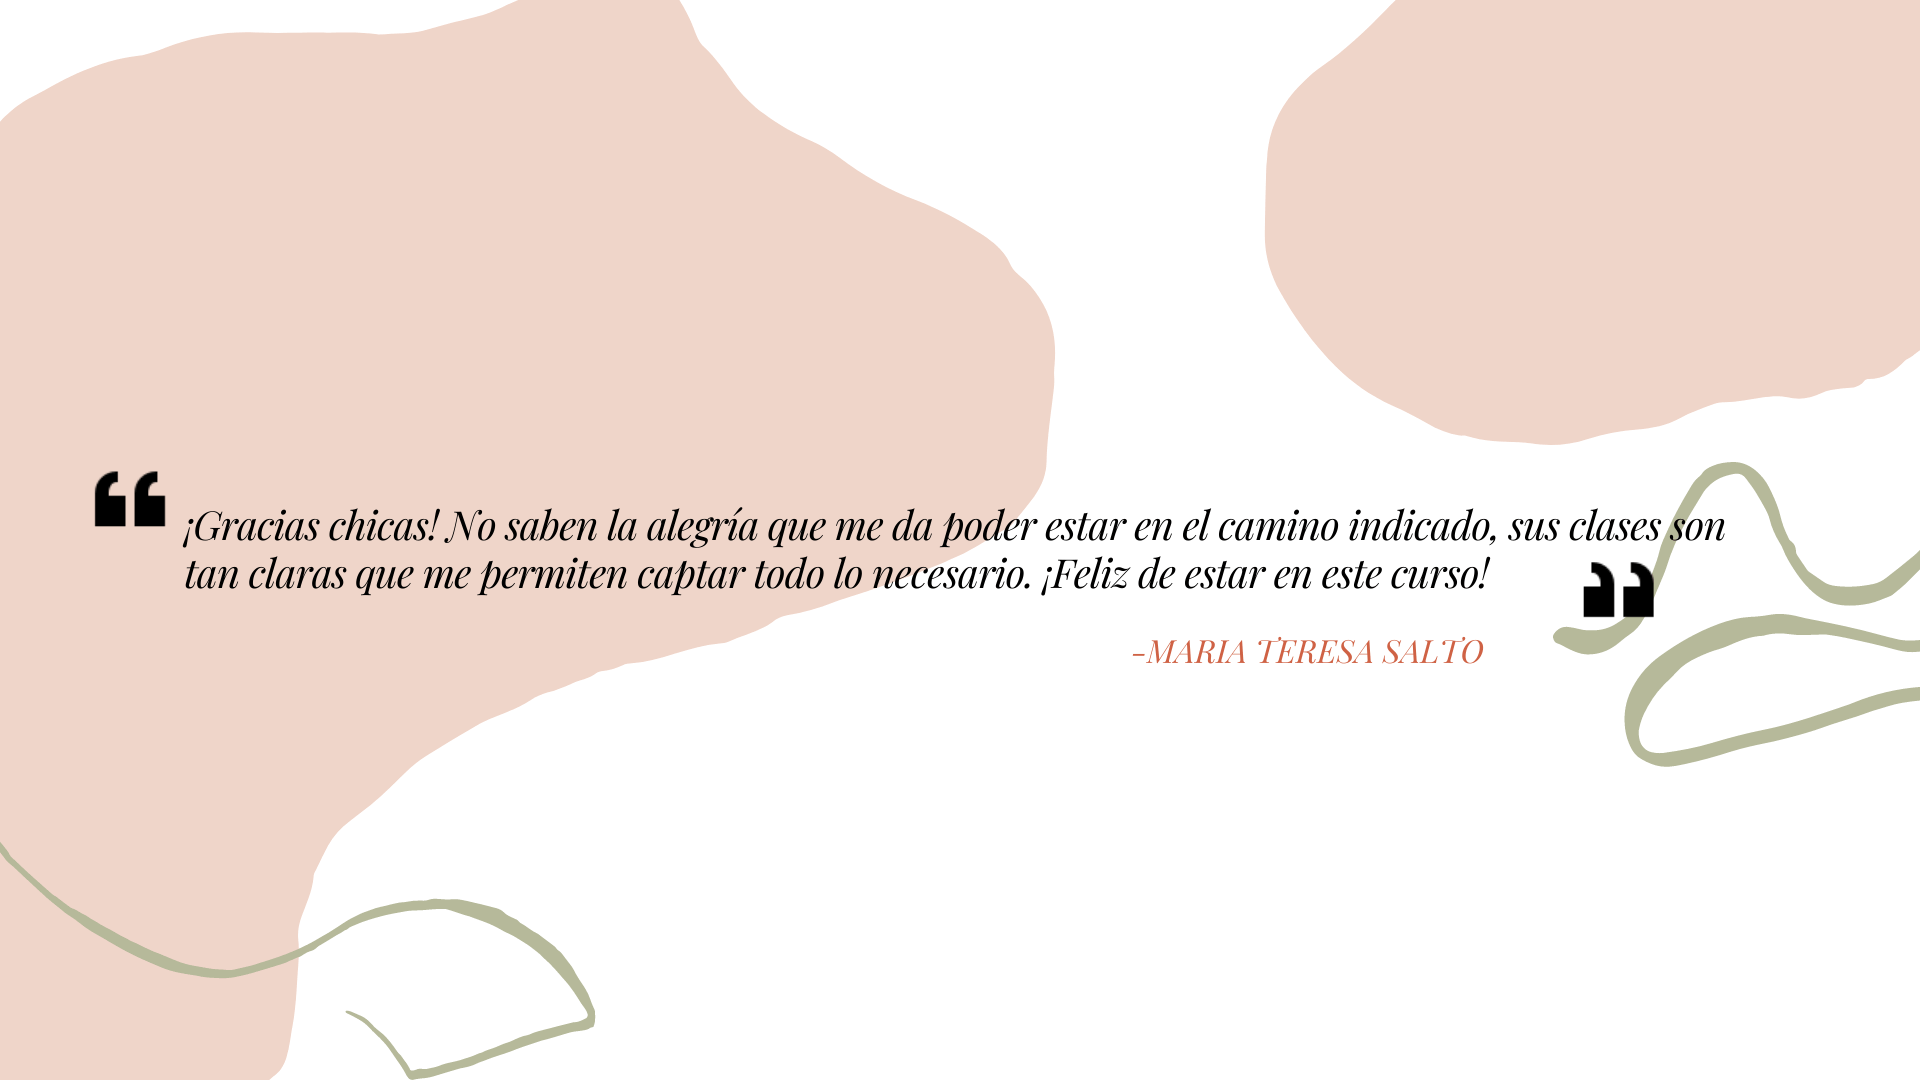 “ ¡Gracias chicas! No saben la alegría que me da poder estar en el camino indicado, sus clases son
tan claras que me permiten captar todo lo necesario. ¡Feliz de estar en este curso! ”
-MARIA TERESA SALTO